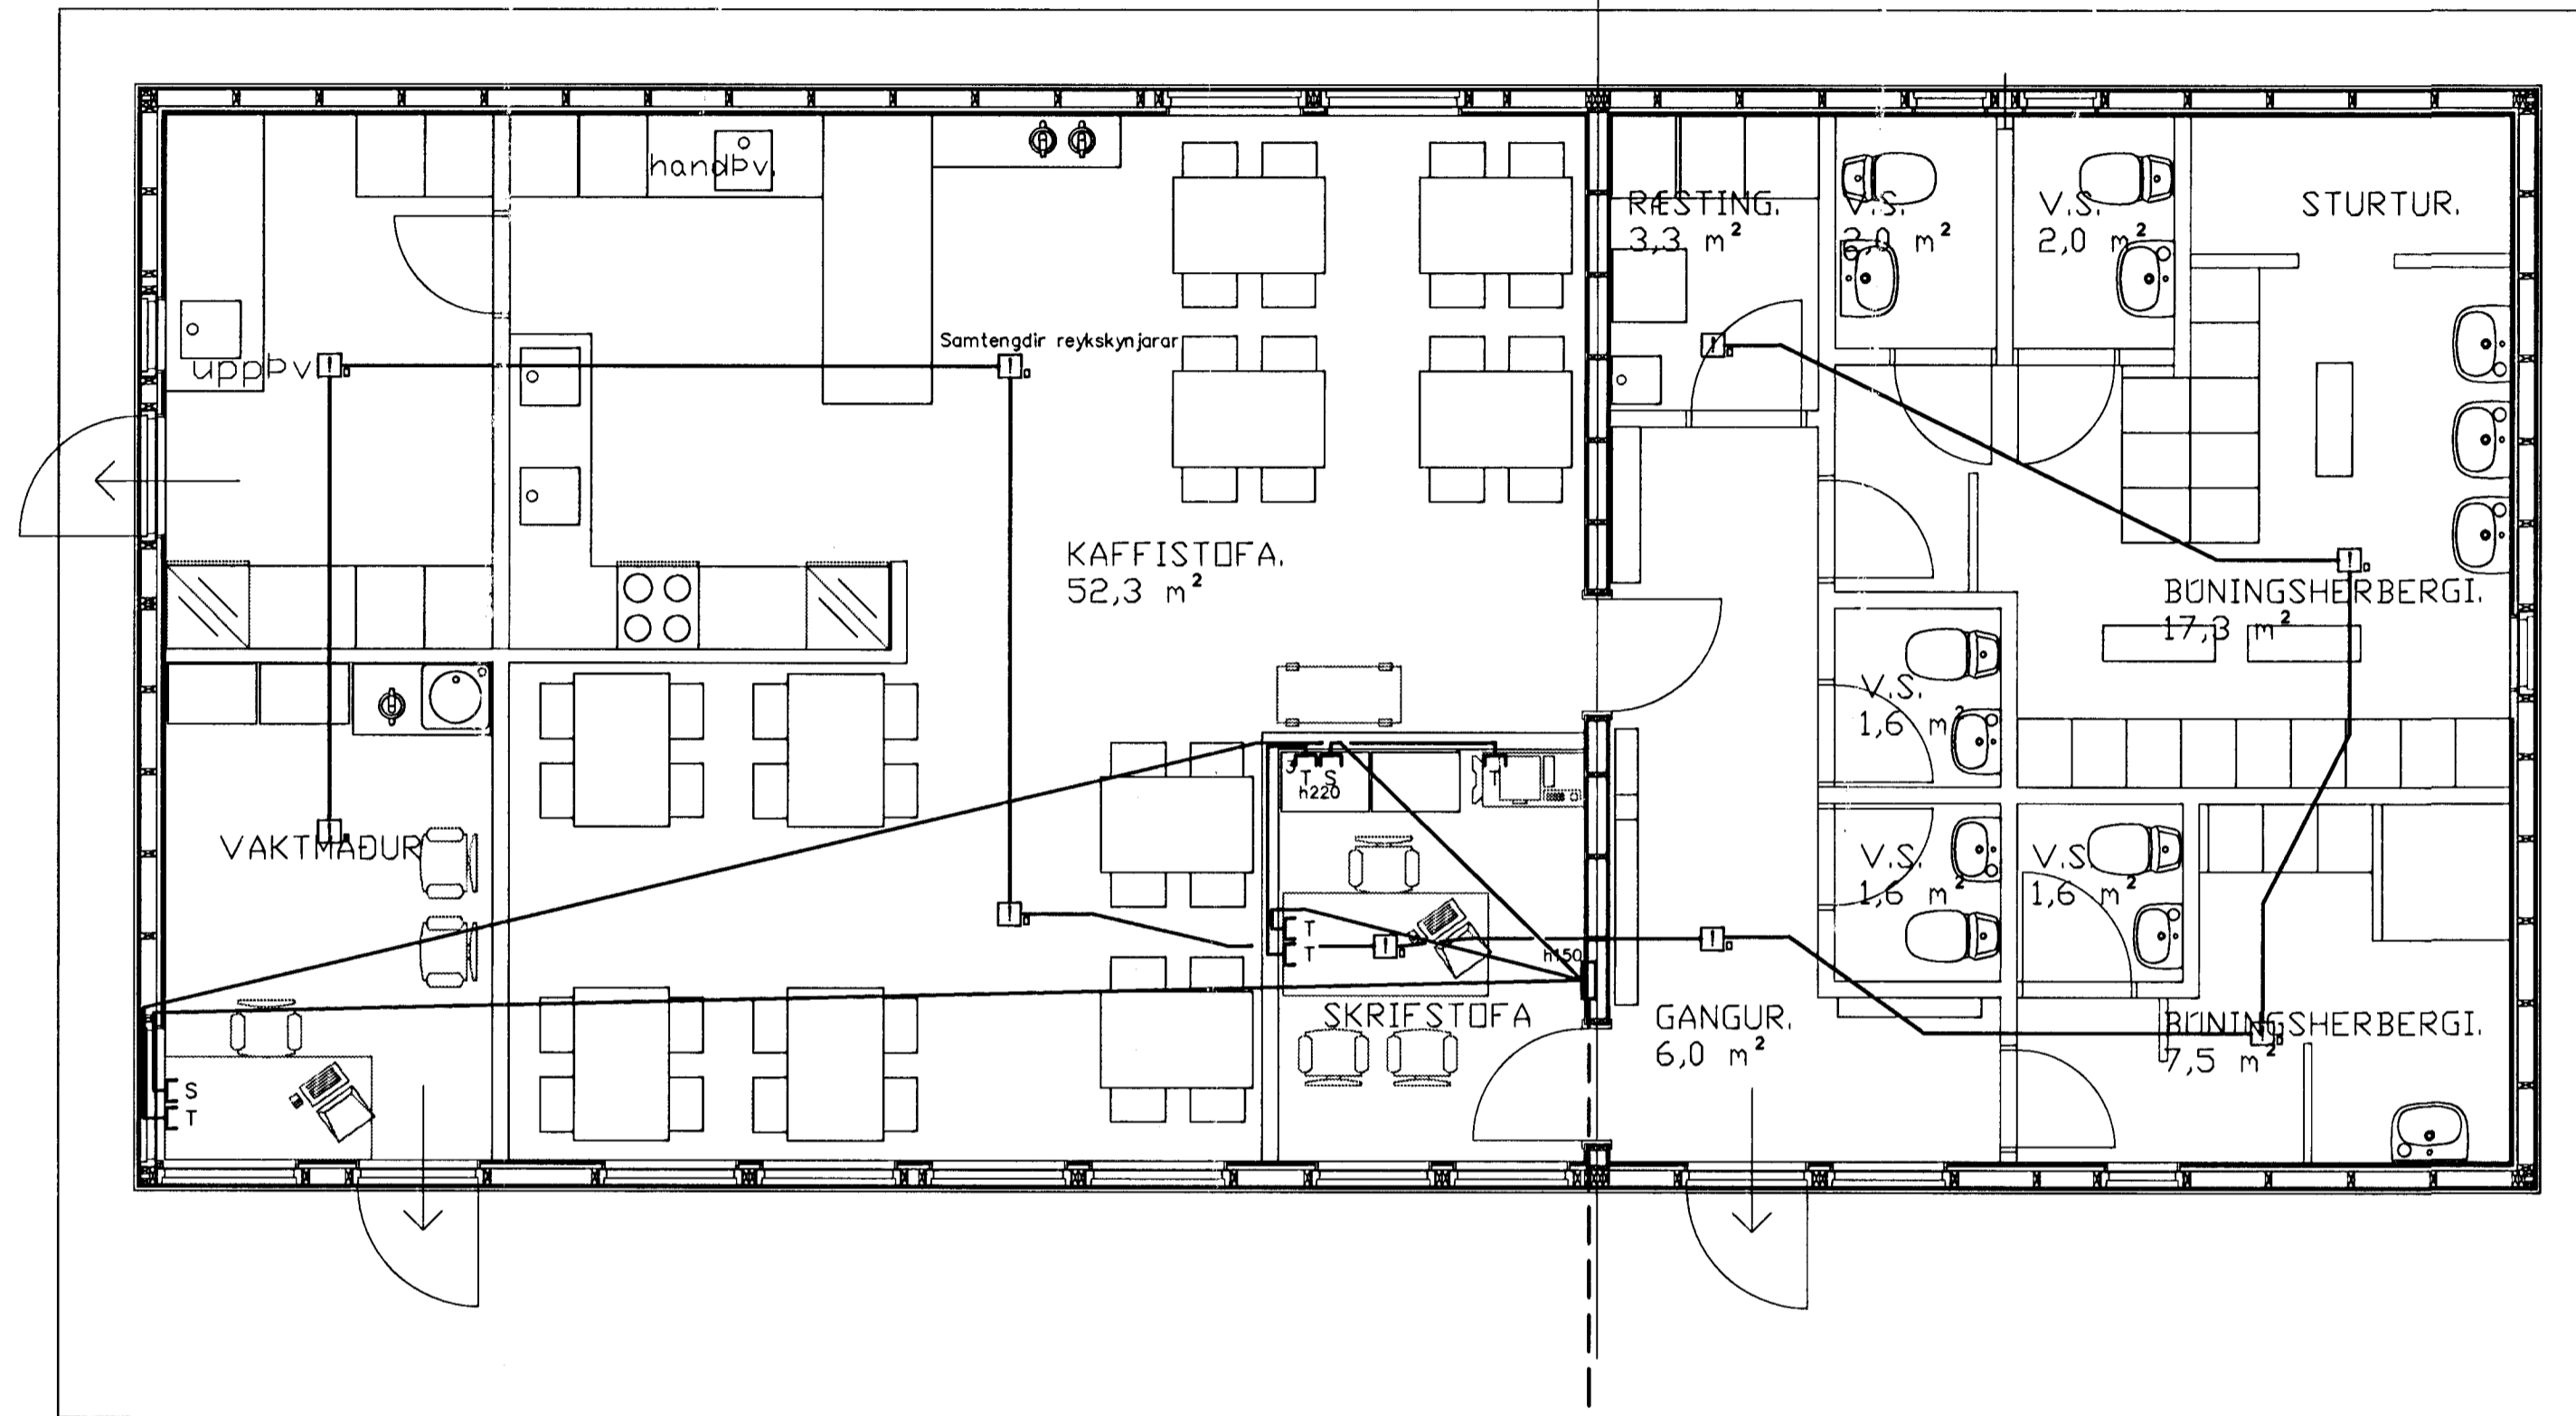 handÞv.
uppÞv
Samtengdir reykskynjarar
RÆSTING.
3,3 m²
V.S.
2,0 m²
V.S.
2,0 m²
STURTUR.
KAFFISTOFA.
52,3 m²
BÚNINGSHERBERGI.
17,3 m²
V.S.
1,6 m²
VAKTMAÐUR
3
T S
h220
T
V.S.
1,6 m²
V.S.
1,6 m²
T
T
h150
SKRIFSTOFA
GANGUR.
6,0 m²
BÚNINGSHERBERGI.
7,5 m²
S
T